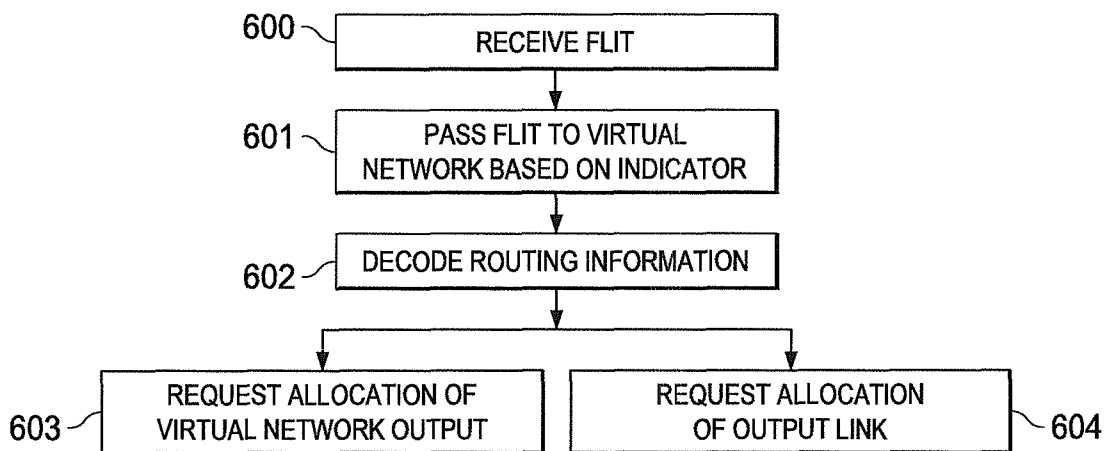 600
RECEIVE FLIT
601
PASS FLIT TO VIRTUAL
NETWORK BASED ON INDICATOR
602
DECODE ROUTING INFORMATION
603
REQUEST ALLOCATION OF
VIRTUAL NETWORK OUTPUT
REQUEST ALLOCATION
OF OUTPUT LINK
604